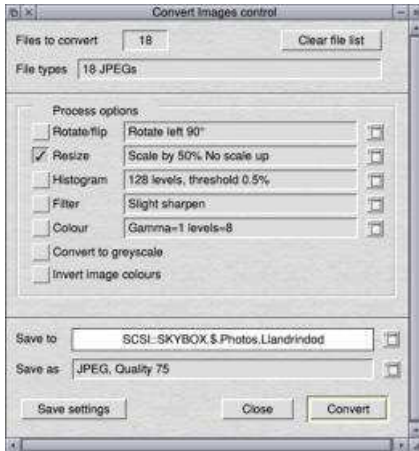 Convert Images control
Files to convert 18 Clear file list
File types 18 JPEGs
Process options
Rotate/flip Rotate left 90°
Resize Scale by 50% No scale up
Histogram 128 levels, threshold 0.5%
Filter Slight sharpen
Colour Gamma=1 levels=8
Convert to greyscale
Invert image colours
Save to SCSI::SKYBOX.$.Photos.Llandrindod
Save as JPEG, Quality 75
Save settings Close Convert